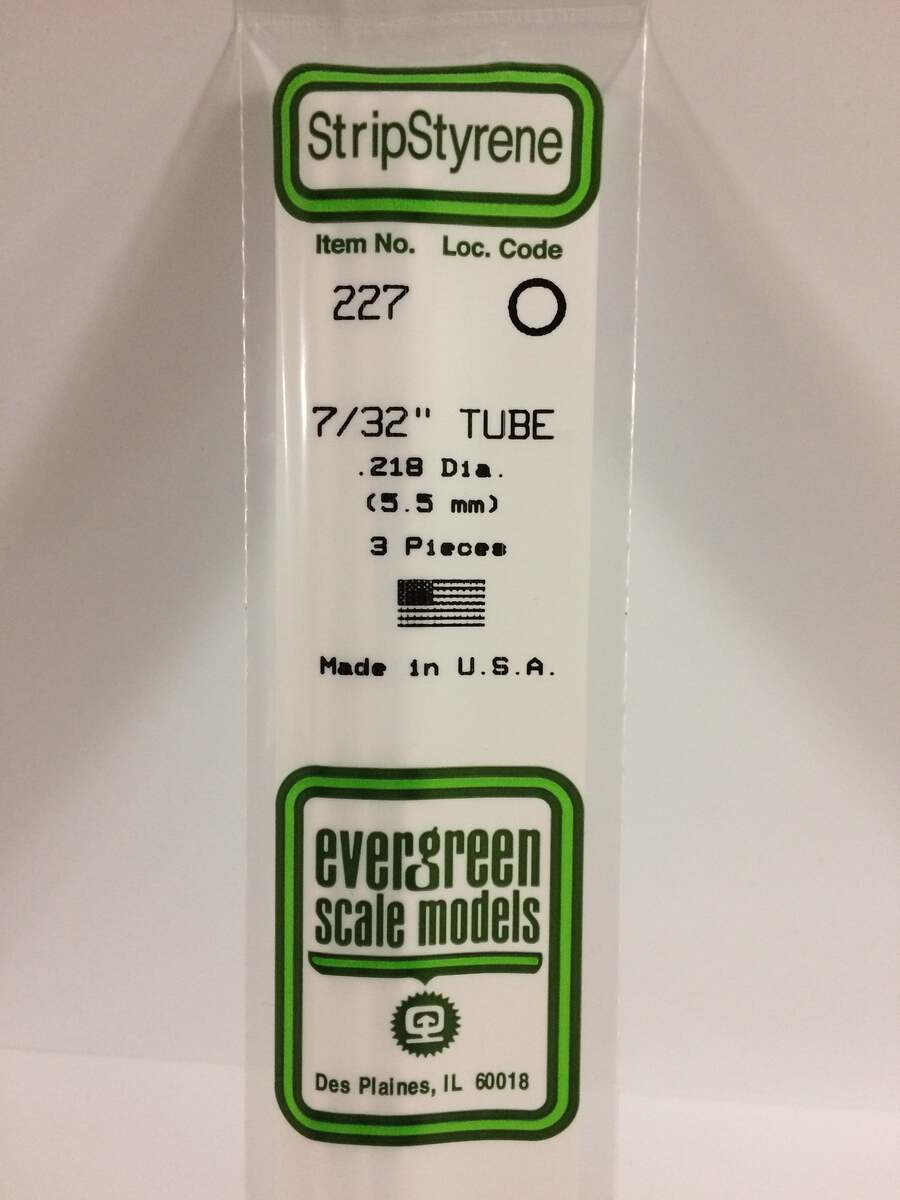 StripStyrene
Item No. Loc. Code
227
7/32" TUBE
.218 Dia.
(5.5 mm)
3 Pieces
Made in U.S.A.
evergreen
scale models
Des Plaines, IL 60018